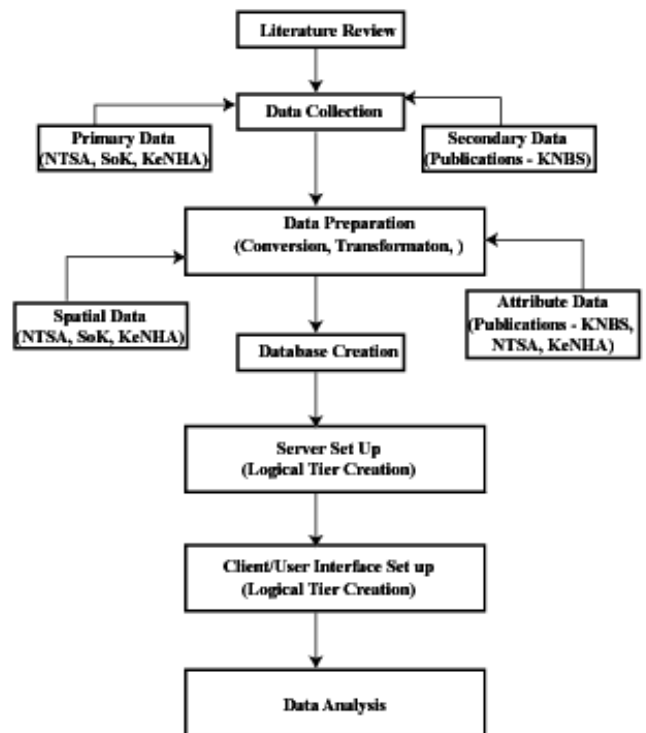 Literature Review
Data Collection
Primary Data
(NTSA, SoK, KeNHA)
Secondary Data
(Publications - KNBS)
Data Preparation
(Conversion, Transformaton, )
Spatial Data
(NTSA, SoK, KeNHA)
Attribute Data
(Publications - KNBS,
NTSA, KeNHA)
Database Creation
Server Set Up
(Logical Tier Creation)
Client/User Interface Set up
(Logical Tier Creation)
Data Analysis